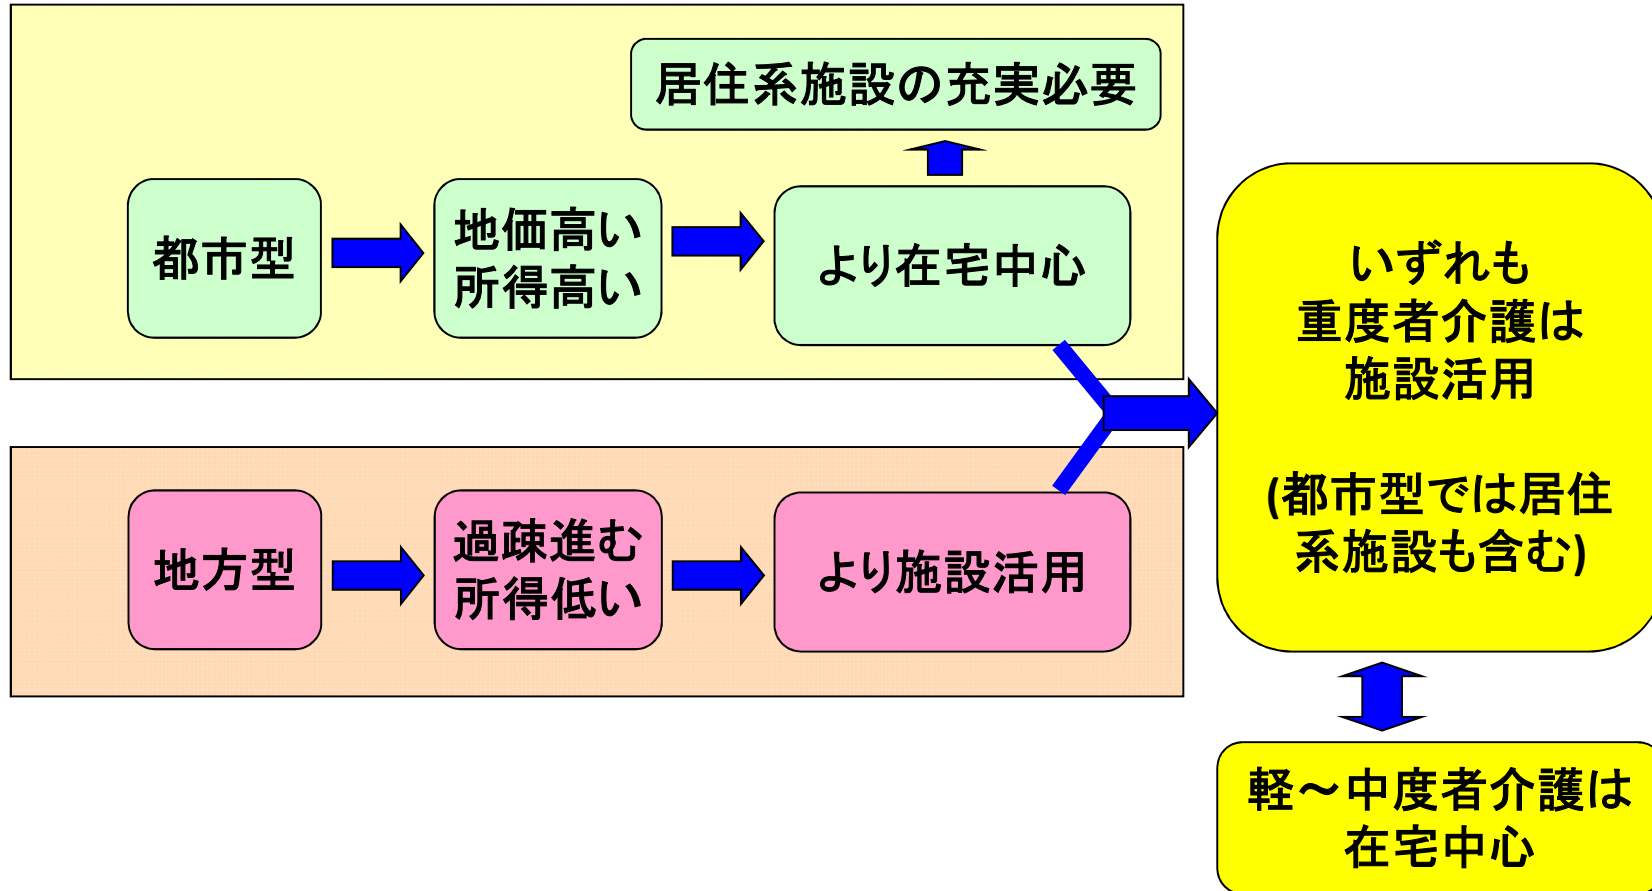 居住系施設の充実必要
都市型
地価高い
所得高い
より在宅中心
地方型
過疎進む
所得低い
より施設活用
いずれも
重度者介護は
施設活用
(都市型では居住
系施設も含む)
軽～中度者介護は
在宅中心